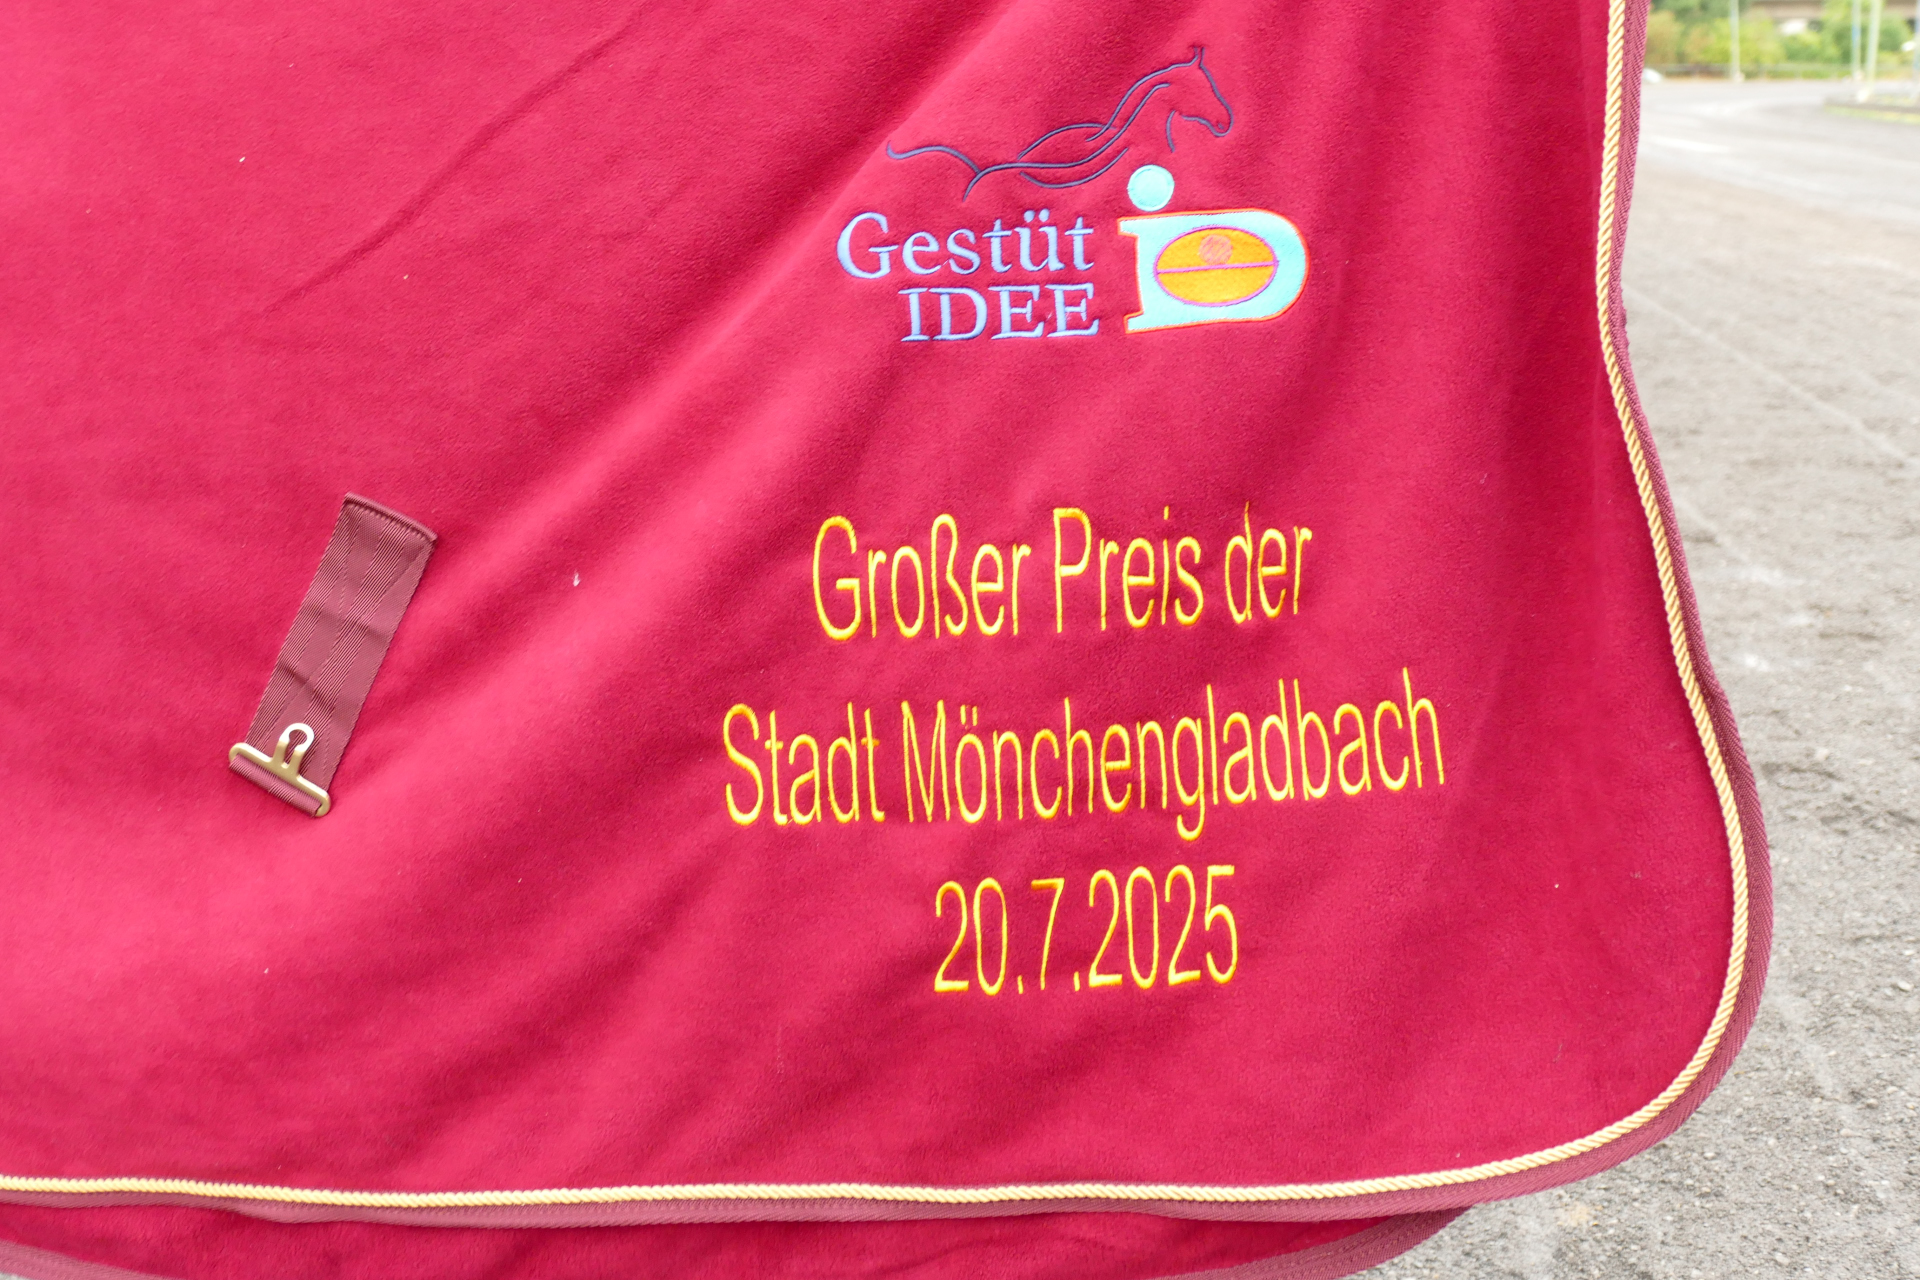 Gestüt
IDEE
Großer Preis der
Stadt Mönchengladbach
20.7.2025